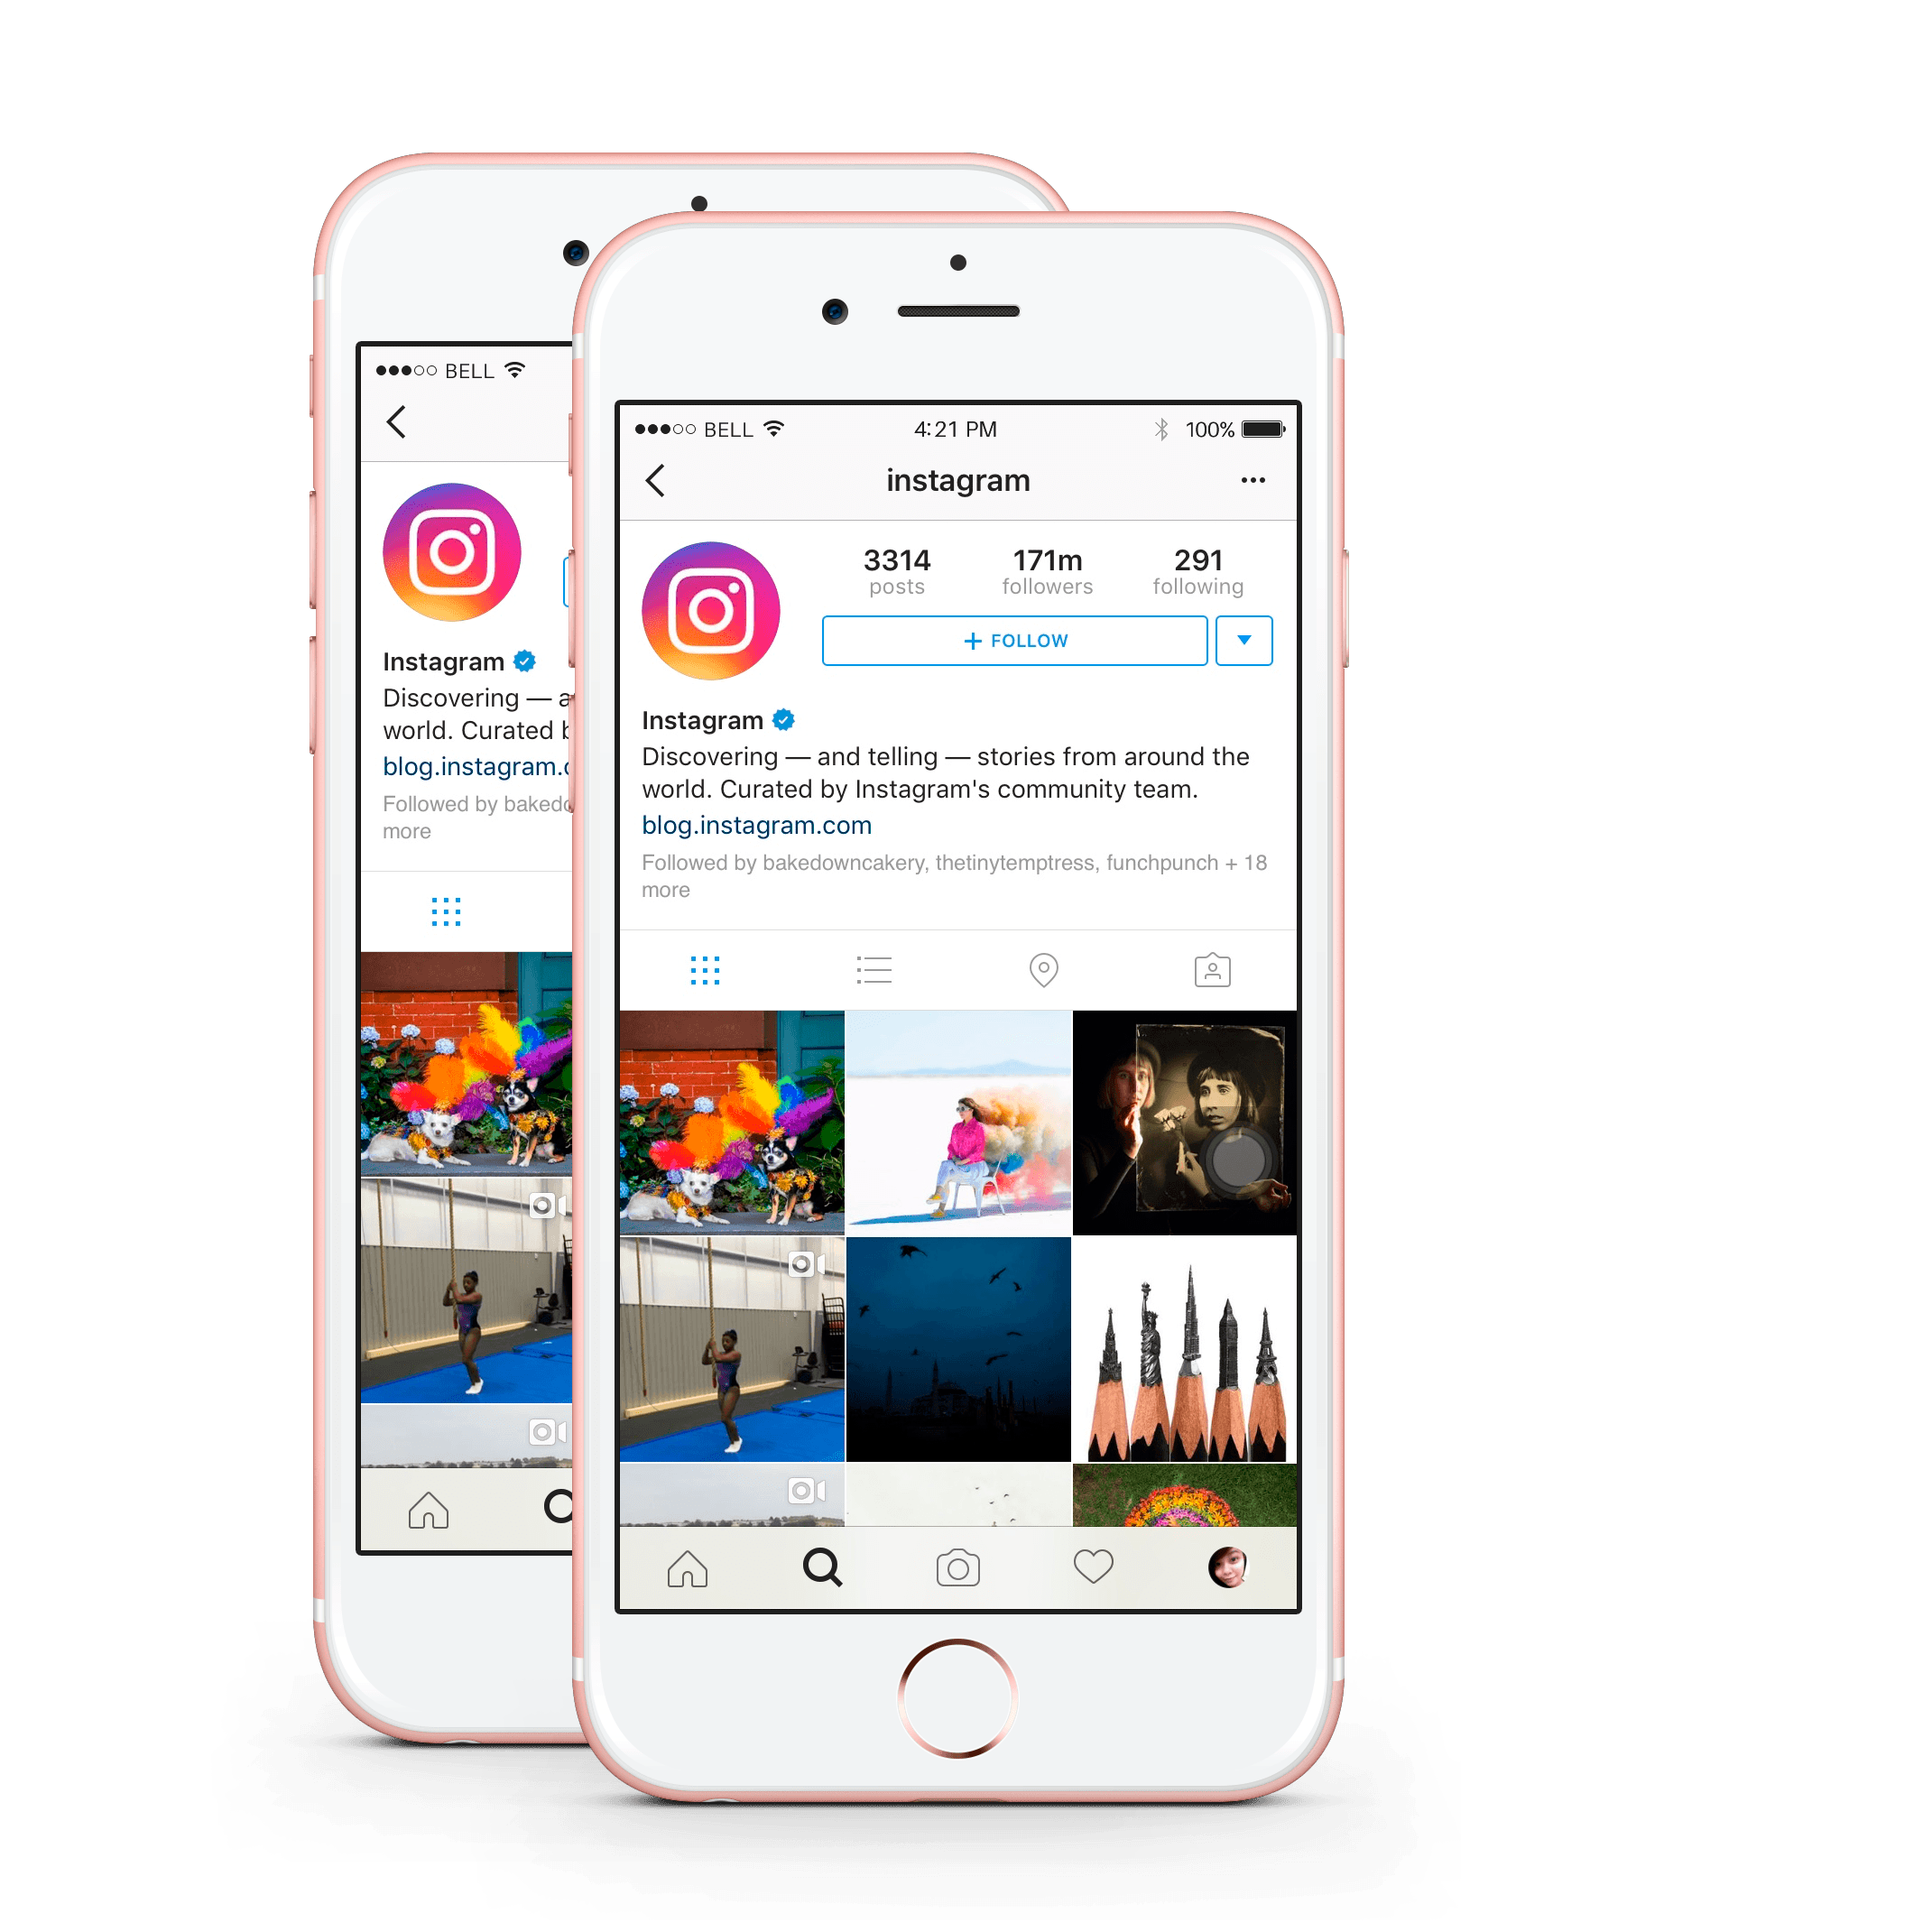 BELL
Instagram
Discovering — a
world. Curated b
blog.instagram.c
Followed by bakedo
more
BELL 4:21 PM 100%
instagram
3314 171m 291
posts followers following
+ FOLLOW
Instagram
Discovering — and telling — stories from around the
world. Curated by Instagram's community team.
blog.instagram.com
Followed by bakedowncakery, thetinytemptress, funchpunch + 18
more